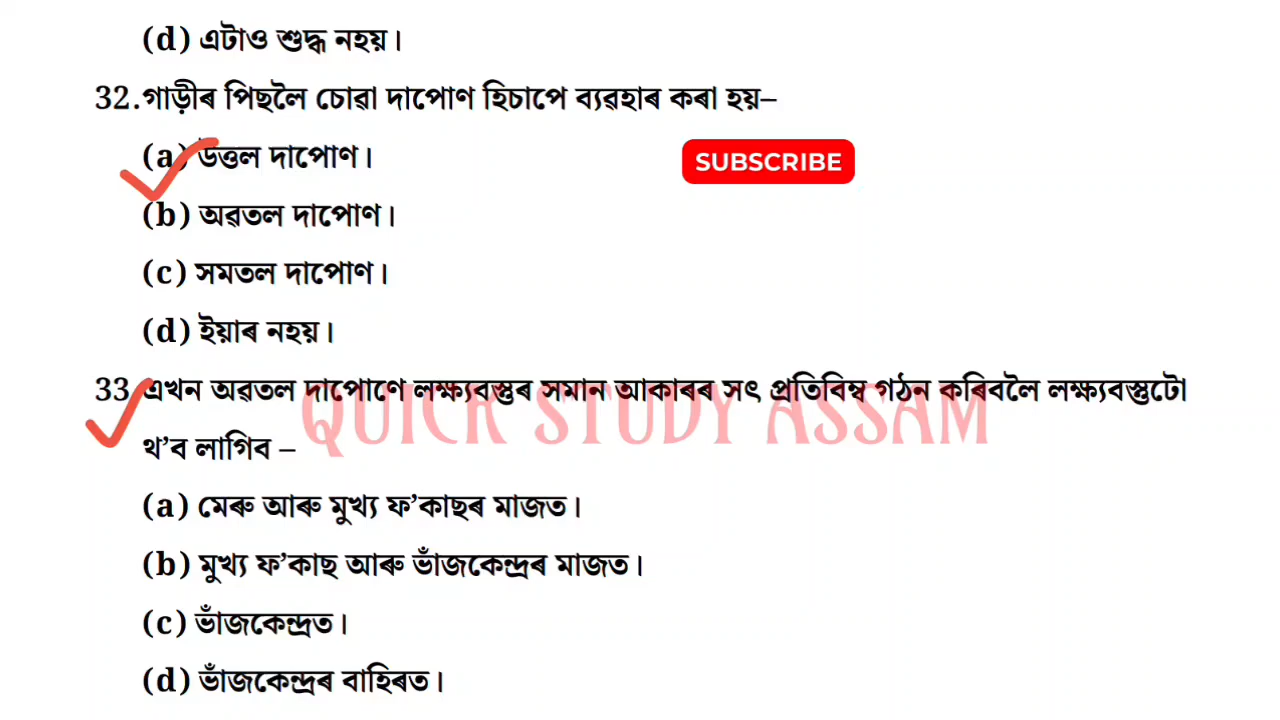 (d) এটাও শুদ্ধ নহয়।
32.গাড়ীৰ পিছলৈ চোৱা দাপোণ হিচাপে ব্যৱহাৰ কৰা হয়–
(a) উত্তল দাপোণ।
SUBSCRIBE
(b) অৱতল দাপোণ।
(c) সমতল দাপোণ।
(d) ইয়াৰ নহয়।
33.এখন অৱতল দাপোণে লক্ষ্যবস্তুৰ সমান আকাৰৰ সৎ প্ৰতিবিম্ব গঠন কৰিবলৈ লক্ষ্যবস্তুটো
QUICK STUDY ASSAM
থ’ব লাগিব –
(a) মেৰু আৰু মুখ্য ফ’কাছৰ মাজত।
(b) মুখ্য ফ’কাছ আৰু ভাঁজকেন্দ্ৰৰ মাজত।
(c) ভাঁজকেন্দ্ৰত।
(d) ভাঁজকেন্দ্ৰৰ বাহিৰত।